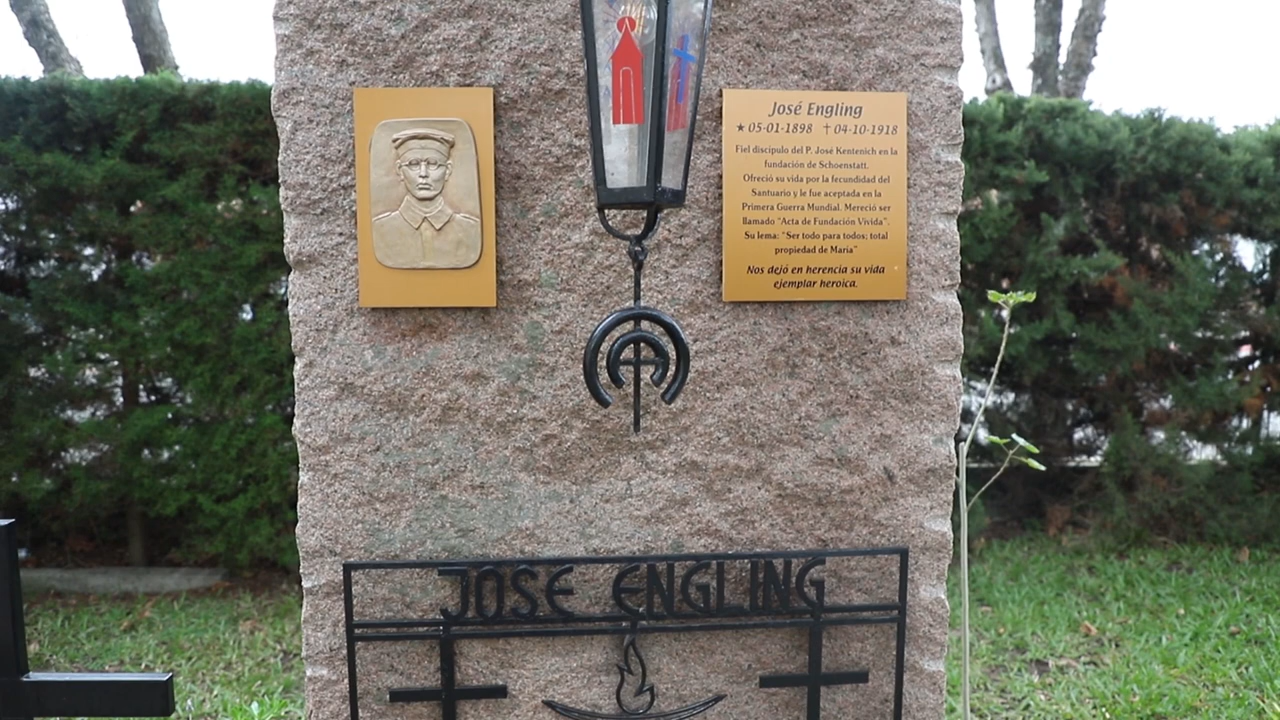 José Engling
★ 05-01-1898 † 04-10-1918
Fiel discípulo del P. José Kentenich en la
fundación de Schoenstatt.
Ofreció su vida por la fecundidad del
Santuario y le fue aceptada en la
Primera Guerra Mundial. Mereció ser
llamado "Acta de Fundación Vivida".
Su lema: "Ser todo para todos; total
propiedad de María"
Nos dejó en herencia su vida
ejemplar heroica.
JOSE ENGLING